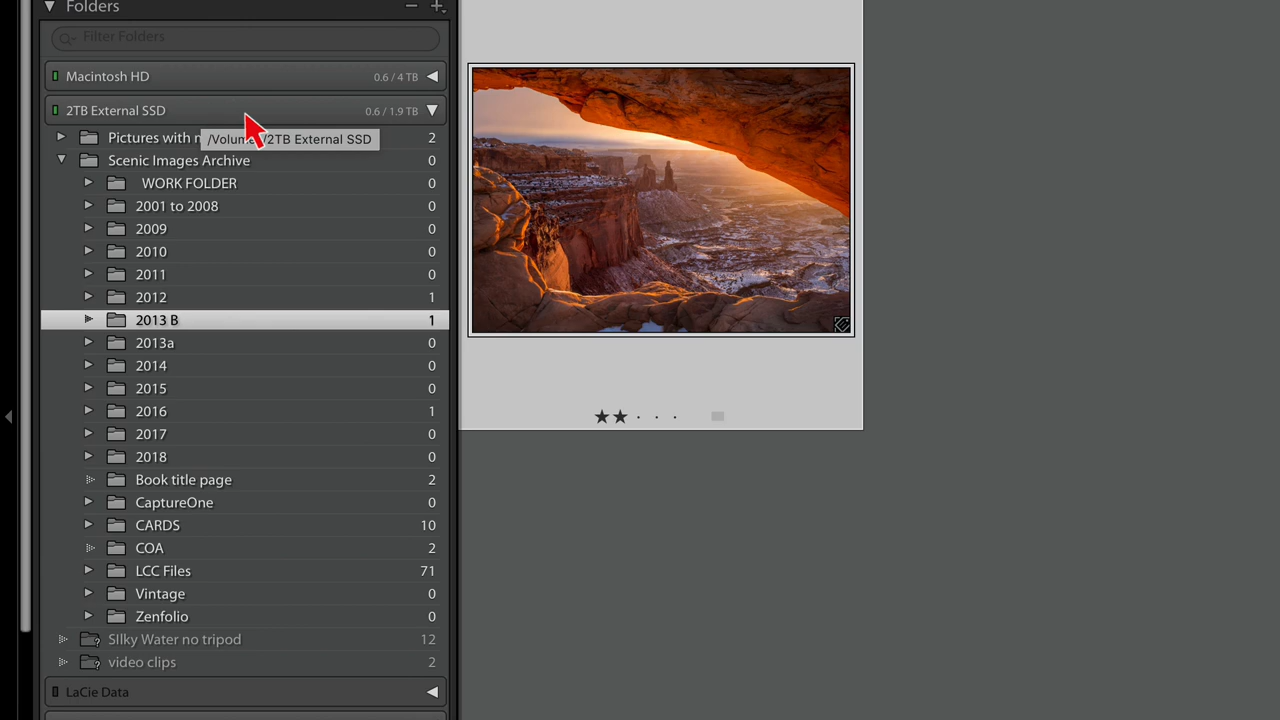 Folders
Filter Folders
Macintosh HD 0.6 / 4 TB
2TB External SSD 0.6 / 1.9 TB
Pictures with 2
/Volum /2TB External SSD
Scenic Images Archive 0
WORK FOLDER 0
2001 to 2008 0
2009 0
2010 0
2011 0
2012 1
2013 B 1
2013a 0
2014 0
2015 0
2016 1
2017 0
2018 0
Book title page 2
CaptureOne 0
CARDS 10
COA 2
LCC Files 71
Vintage 0
Zenfolio 0
SIlky Water no tripod 12
video clips 2
LaCie Data